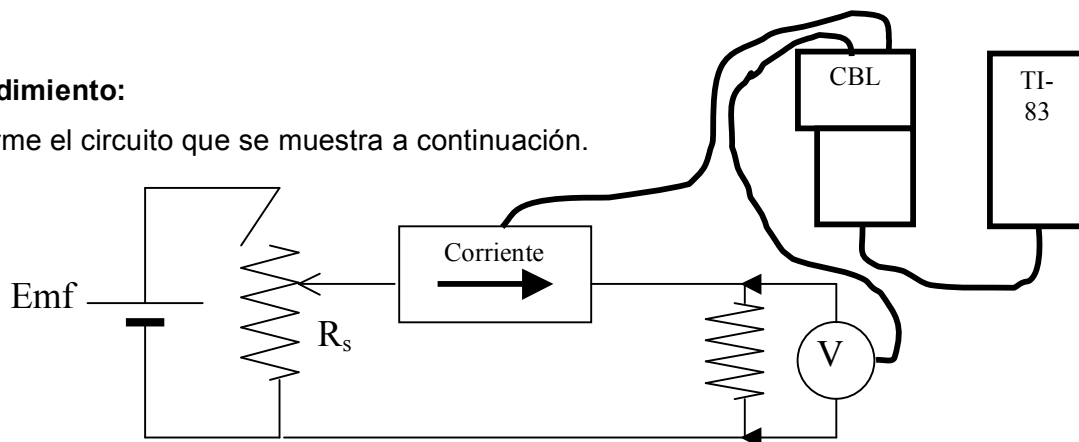 dimiento:
rme el circuito que se muestra a continuación.
CBL
TI-
83
Corriente
Emf
Rs
V